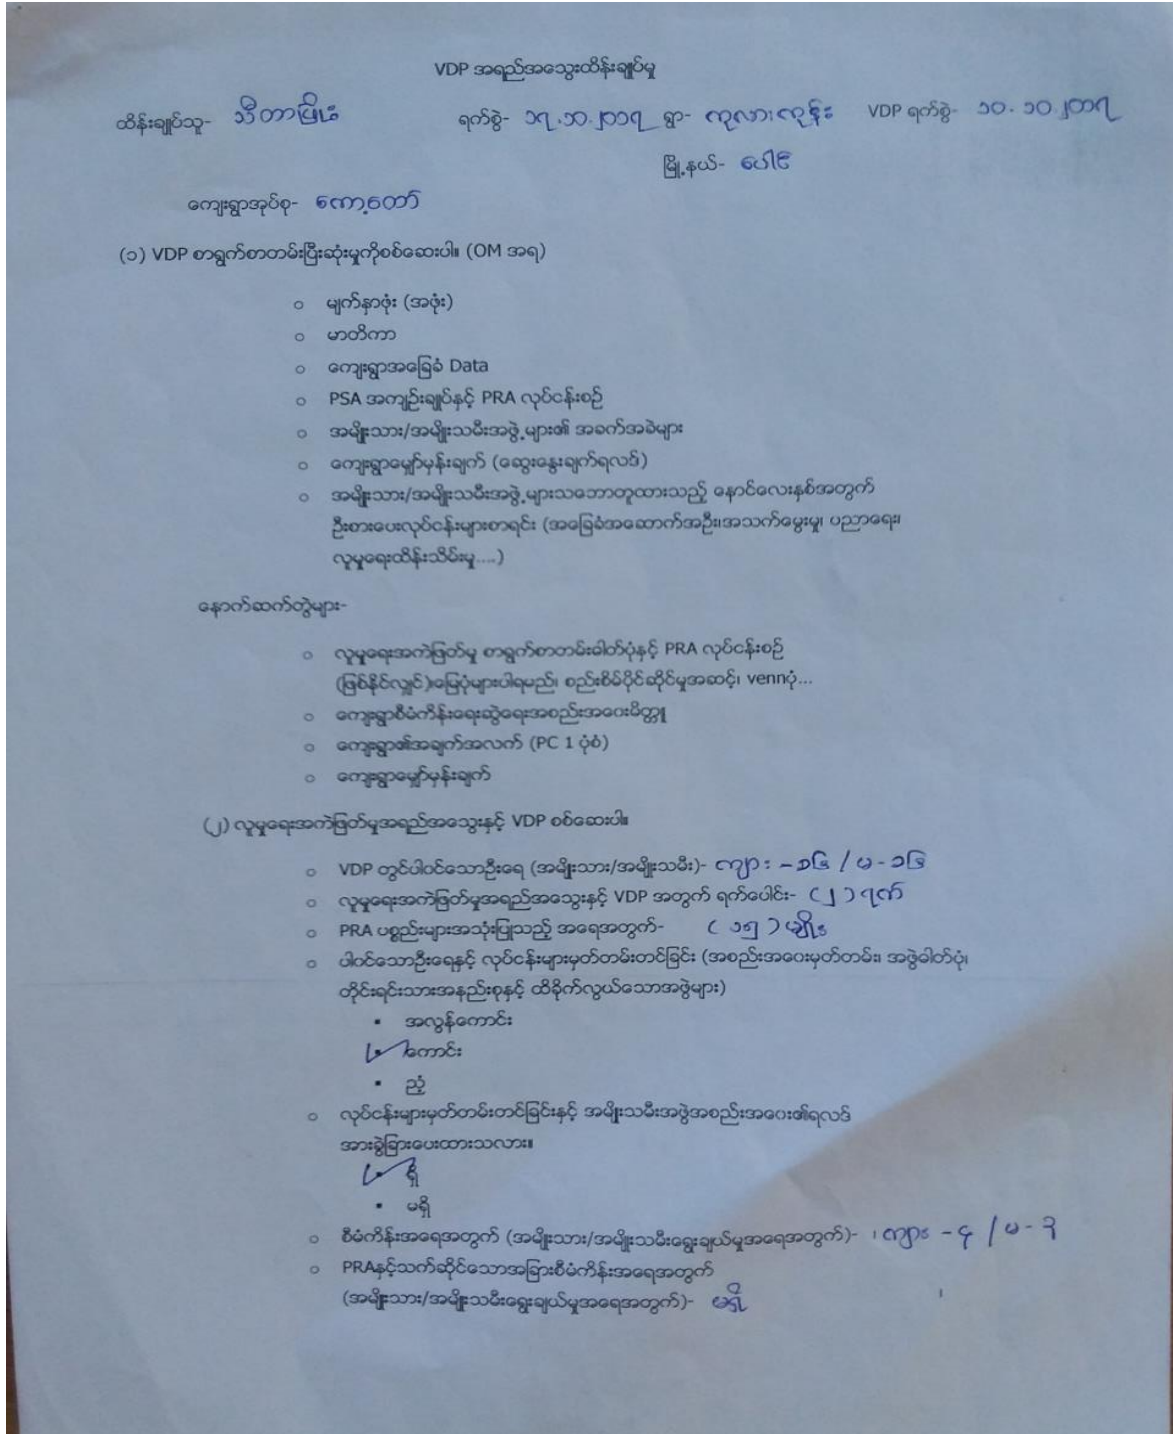 VDP အရည်အသွေးထိန်းချုပ်မှု
ထိန်းချုပ်သူ- သီတာဖြိုး ရက်စွဲ- ၁၇.၁၀.၂၀၁၇ ရွာ- ကုလားကုန်း VDP ရက်စွဲ- ၁၀.၁၀.၂၀၁၇
မြို့နယ်- ပေါင်
ကျေးရွာအုပ်စု- ကော့တော်
(၁) VDP စာရွက်စာတမ်းပြီးဆုံးမှုကိုစစ်ဆေးပါ။ (OM အရ)
○ မျက်နှာဖုံး (အဖုံး)
○ မာတိကာ
○ ကျေးရွာအခြေခံ Data
○ PSA အကျဉ်းချုပ်နှင့် PRA လုပ်ငန်းစဉ်
○ အမျိုးသား/အမျိုးသမီးအဖွဲ့များ၏ အခက်အခဲများ
○ ကျေးရွာမျှော်မှန်းချက် (ဆွေးနွေးချက်ရလဒ်)
○ အမျိုးသား/အမျိုးသမီးအဖွဲ့များသဘောတူထားသည့် နောင်လေးနှစ်အတွက်
ဦးစားပေးလုပ်ငန်းများစာရင်း (အခြေခံအဆောက်အဦး၊အသက်မွေးမှု၊ ပညာရေး၊
လူမှုရေးထိန်းသိမ်းမှု....)
နောက်ဆက်တွဲများ-
○ လူမှုရေးအကဲဖြတ်မှု စာရွက်စာတမ်းဓါတ်ပုံနှင့် PRA လုပ်ငန်းစဉ်
(ဖြစ်နိုင်လျှင်)၊မြေပုံများပါရမည်၊ စည်းစိမ်ပိုင်ဆိုင်မှုအဆင့်၊ vennပုံ...
○ ကျေးရွာစီမံကိန်းရေးဆွဲရေးအစည်းအဝေးမိတ္တူ
○ ကျေးရွာ၏အချက်အလက် (PC 1 ပုံစံ)
○ ကျေးရွာမျှော်မှန်းချက်
(၂) လူမှုရေးအကဲဖြတ်မှုအရည်အသွေးနှင့် VDP စစ်ဆေးပါ။
○ VDP တွင်ပါဝင်သောဦးရေ (အမျိုးသား/အမျိုးသမီး)- ကျား - ၁၆ / မ - ၁၆
○ လူမှုရေးအကဲဖြတ်မှုအရည်အသွေးနှင့် VDP အတွက် ရက်ပေါင်း- (၂) ရက်
○ PRA ပစ္စည်းများအသုံးပြုသည့် အရေအတွက်- (၁၅) မျိုး
○ ပါဝင်သောဦးရေနှင့် လုပ်ငန်းများမှတ်တမ်းတင်ခြင်း (အစည်းအဝေးမှတ်တမ်း၊ အဖွဲဓါတ်ပုံ၊
တိုင်းရင်းသားအနည်းစုနှင့် ထိခိုက်လွယ်သောအဖွဲများ)
▪ အလွန်ကောင်း
✓ ကောင်း
▪ ညံ့
○ လုပ်ငန်းများမှတ်တမ်းတင်ခြင်းနှင့် အမျိုးသမီးအဖွဲအစည်းအဝေး၏ရလဒ်
အားခွဲခြားပေးထားသလား။
✓ ရှိ
▪ မရှိ
○ စီမံကိန်းအရေအတွက် (အမျိုးသား/အမျိုးသမီးရွေးချယ်မှုအရေအတွက်)- ကျား - ၄ / မ - ၃
○ PRAနှင့်သက်ဆိုင်သောအခြားစီမံကိန်းအရေအတွက်
(အမျိုးသား/အမျိုးသမီးရွေးချယ်မှုအရေအတွက်)- မရှိ